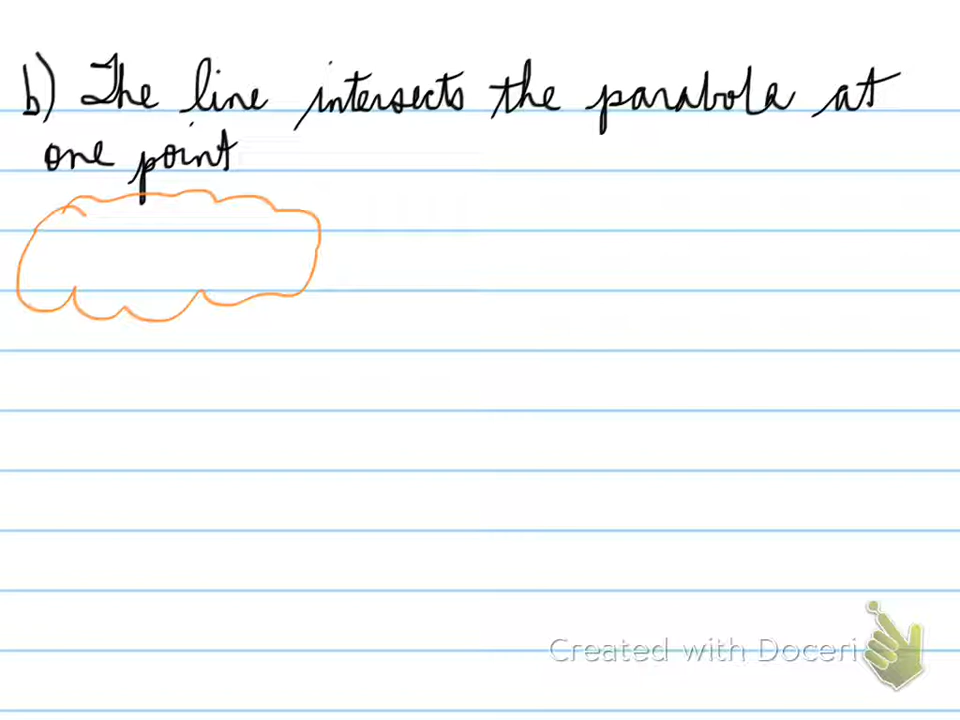 b) The line intersects the parabola at
one point
Created with Doceri